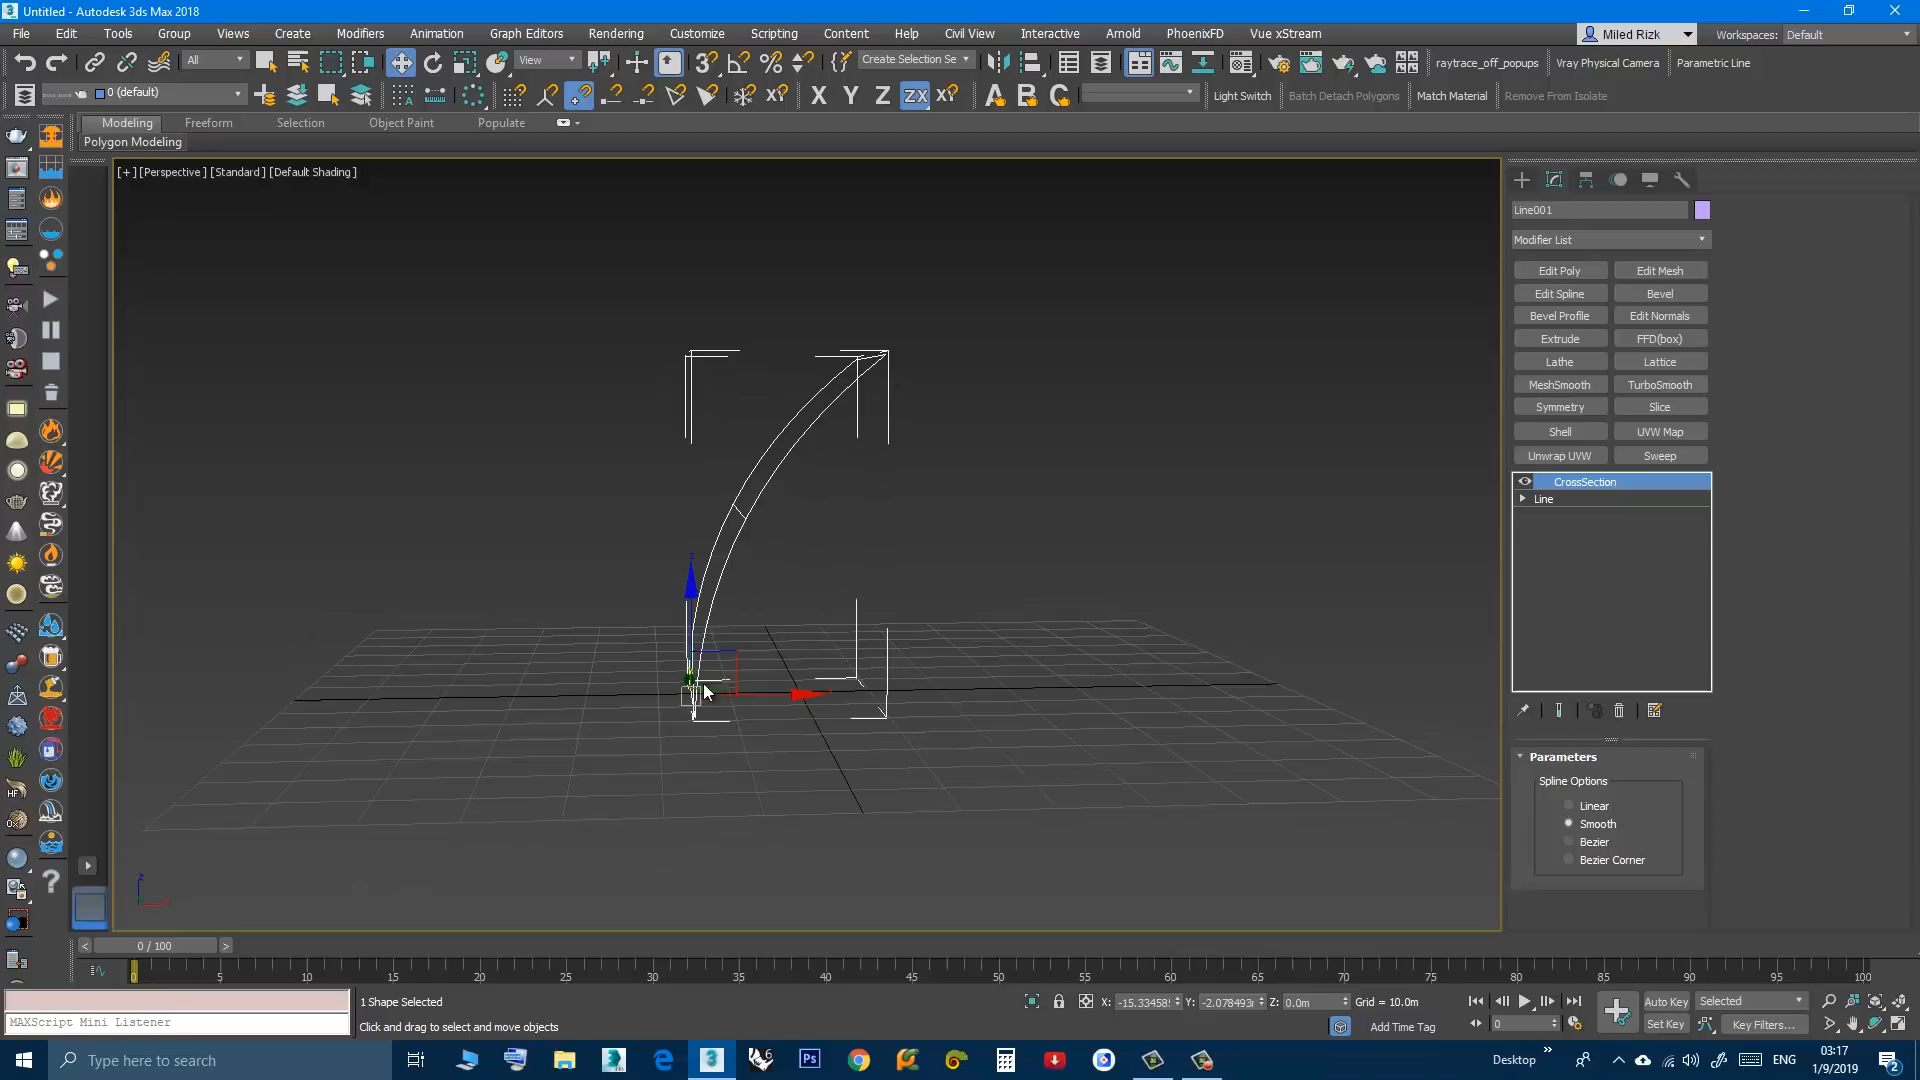 Untitled - Autodesk 3ds Max 2018
File Edit Tools Group Views Create Modifiers Animation Graph Editors Rendering Customize Scripting Content Help Civil View Interactive Arnold PhoenixFD Vue xStream Miled Rizk Workspaces: Default
All View Create Selection Se raytrace_off_popups Vray Physical Camera Parametric Line
0 (default) X Y Z ZX XY Light Switch Batch Detach Polygons Match Material Remove From Isolate
Modeling Freeform Selection Object Paint Populate
Polygon Modeling
[+] [Perspective ] [Standard ] [Default Shading ]
Line001
Modifier List
Edit Poly Edit Mesh
Edit Spline Bevel
Bevel Profile Edit Normals
Extrude FFD(box)
Lathe Lattice
MeshSmooth TurboSmooth
Symmetry Slice
Shell UVW Map
Unwrap UVW Sweep
CrossSection
Line
Parameters
Spline Options
Linear
Smooth
Bezier
Bezier Corner
0 / 100
0 5 10 15 20 25 30 35 40 45 50 55 60 65 70 75 80 85 90 95 100
1 Shape Selected X: Y: Z: 0.0m Grid = 10.0m Auto Key Selected
MAXScript Mini Listener Click and drag to select and move objects Add Time Tag 0 Set Key Key Filters...
Type here to search Desktop ENG 03:17
1/9/2019